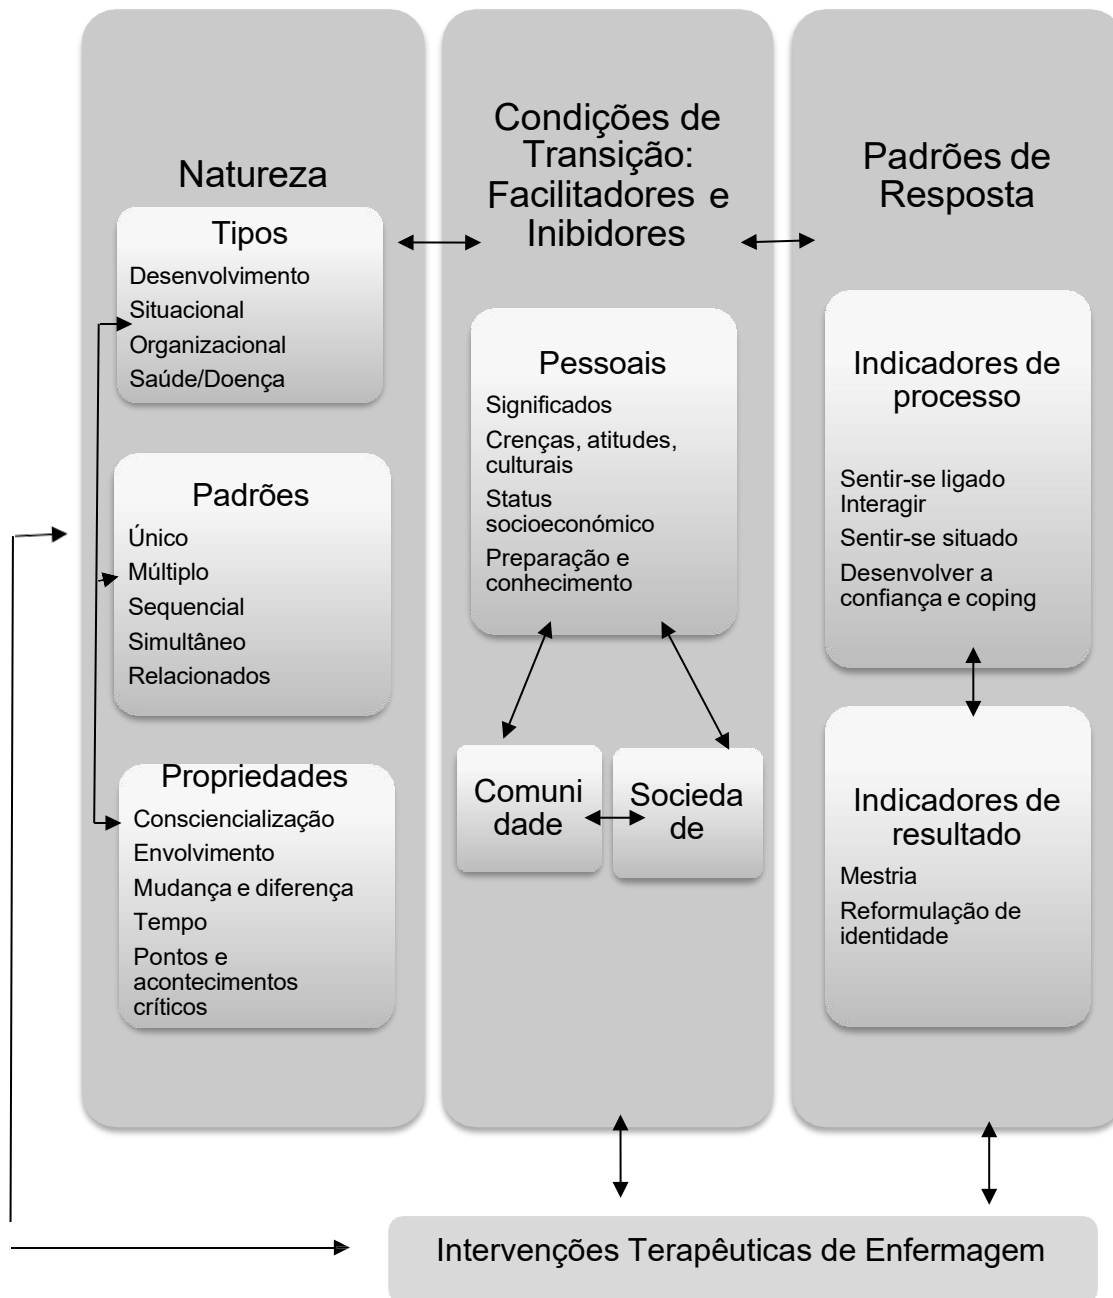 Natureza
Tipos
Desenvolvimento
Situacional
Organizacional
Saúde/Doença
Padrões
Único
Múltiplo
Sequencial
Simultâneo
Relacionados
Propriedades
Consciencialização
Envolvimento
Mudança e diferença
Tempo
Pontos e
acontecimentos
críticos
Condições de
Transição:
Facilitadores e
Inibidores
Pessoais
Significados
Crenças, atitudes,
culturais
Status
socioeconómico
Preparação e
conhecimento
Comuni
dade
Socieda
de
Padrões de
Resposta
Indicadores de
processo
Sentir-se ligado
Interagir
Sentir-se situado
Desenvolver a
confiança e coping
Indicadores de
resultado
Mestria
Reformulação de
identidade
Intervenções Terapêuticas de Enfermagem